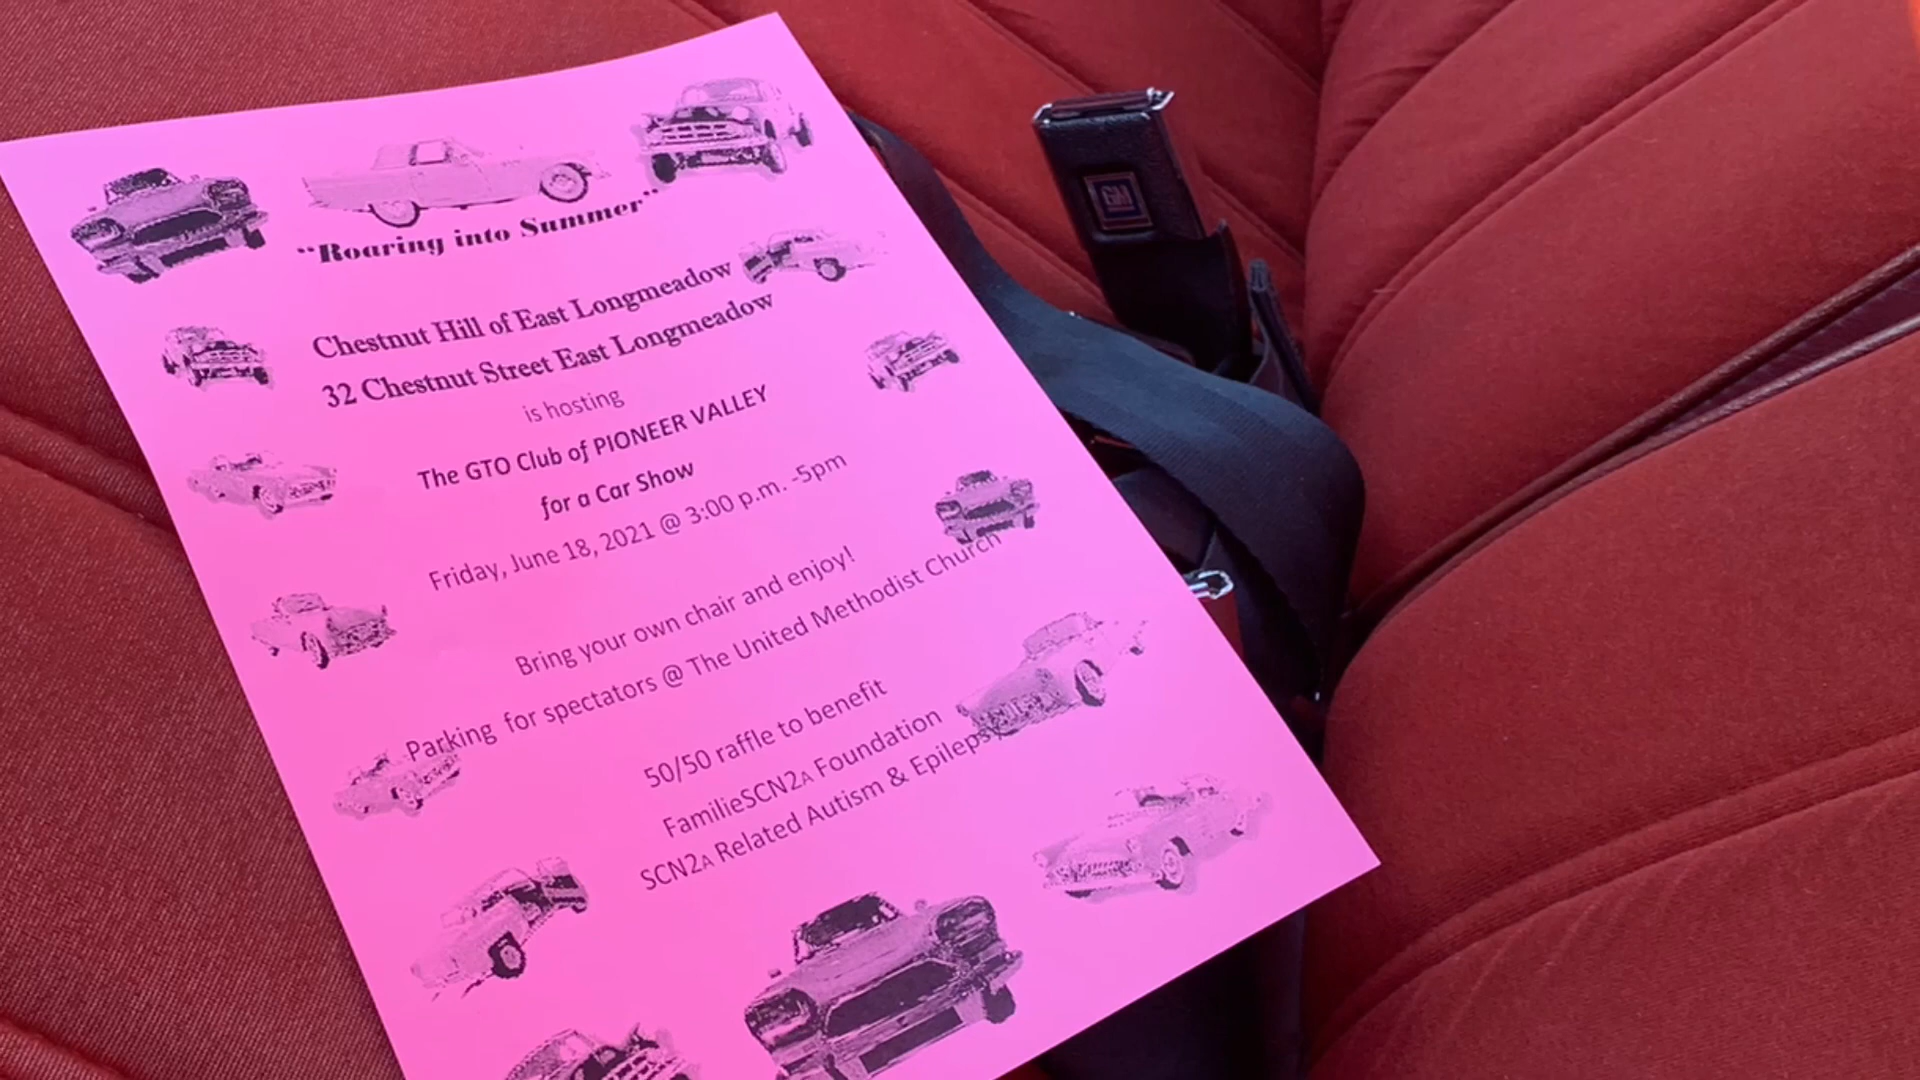 “Roaring into Summer”
Chestnut Hill of East Longmeadow
32 Chestnut Street East Longmeadow
is hosting
The GTO Club of PIONEER VALLEY
for a Car Show
Friday, June 18, 2021 @ 3:00 p.m. -5pm
Bring your own chair and enjoy!
Parking for spectators @ The United Methodist Church
50/50 raffle to benefit
FamilieSCN2A Foundation
SCN2A Related Autism & Epilepsy
GM